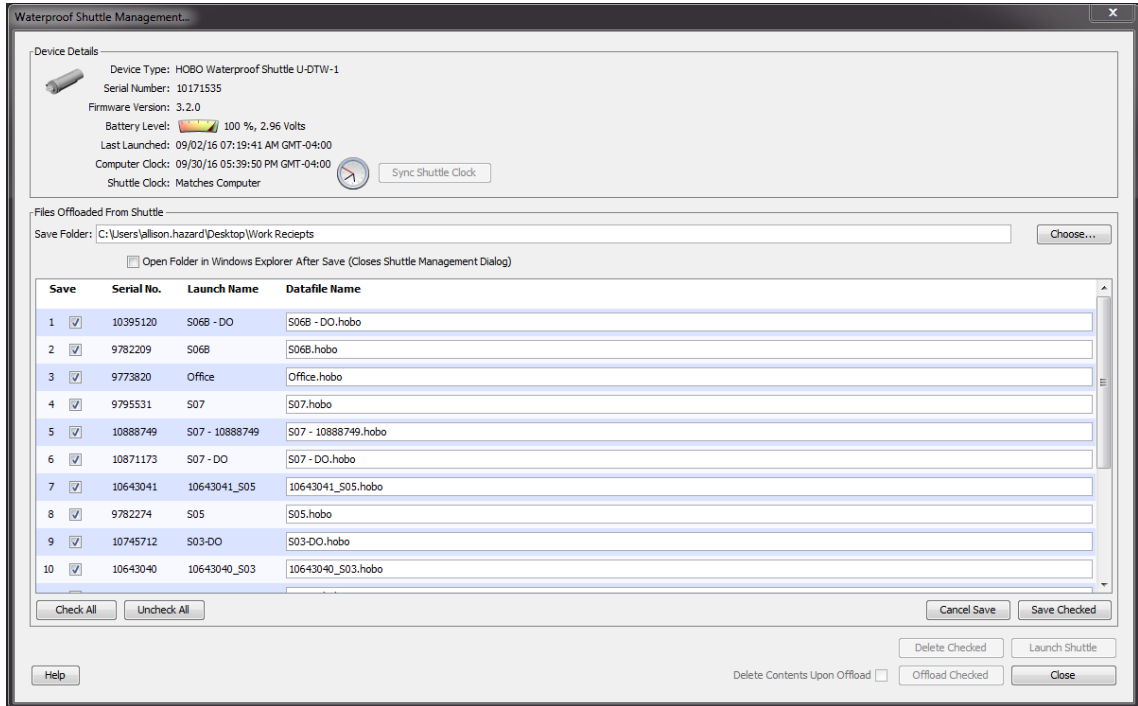 Waterproof Shuttle Management...
x
Device Details
Device Type: HOBO Waterproof Shuttle U-DTW-1
Serial Number: 10171535
Firmware Version: 3.2.0
Battery Level: 100 %, 2.96 Volts
Last Launched: 09/02/16 07:19:41 AM GMT-04:00
Computer Clock: 09/30/16 05:39:50 PM GMT-04:00
Shuttle Clock: Matches Computer
Sync Shuttle Clock
Files Offloaded From Shuttle
Save Folder: C:\Users\allison.hazard\Desktop\Work Reciepts
Choose...
Open Folder in Windows Explorer After Save (Closes Shuttle Management Dialog)
Save Serial No. Launch Name Datafile Name
1 10395120 S06B - DO S06B - DO.hobo
2 9782209 S06B S06B.hobo
3 9773820 Office Office.hobo
4 9795531 S07 S07.hobo
5 10888749 S07 - 10888749 S07 - 10888749.hobo
6 10871173 S07 - DO S07 - DO.hobo
7 10643041 10643041_S05 10643041_S05.hobo
8 9782274 S05 S05.hobo
9 10745712 S03-DO S03-DO.hobo
10 10643040 10643040_S03 10643040_S03.hobo
Check All Uncheck All Cancel Save Save Checked
Delete Checked Launch Shuttle
Help Delete Contents Upon Offload Offload Checked Close